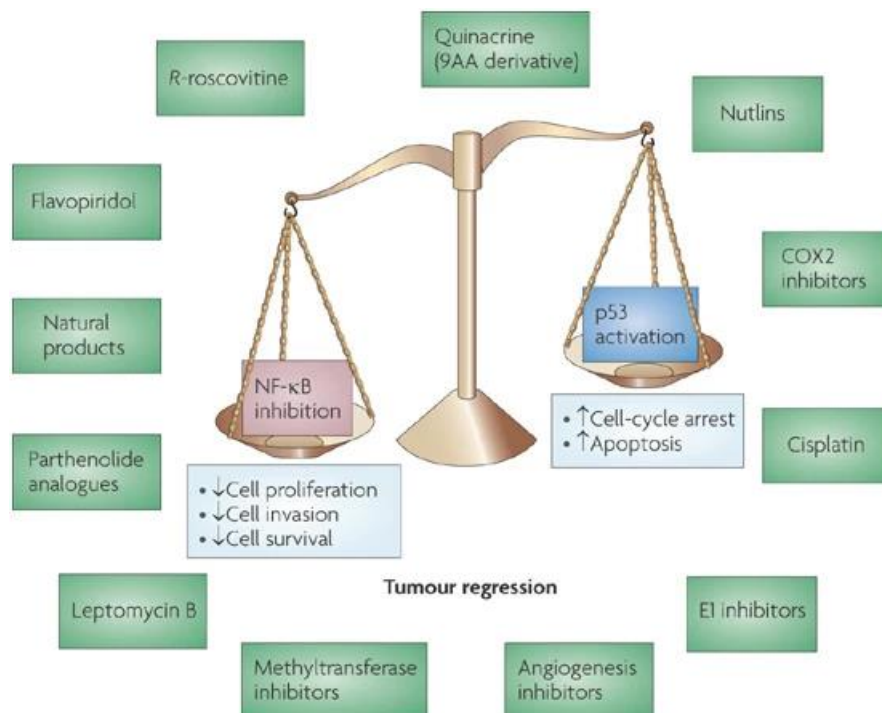 Quinacrine
(9AA derivative)
R-roscovitine
Nutlins
Flavopiridol
COX2
inhibitors
Natural
products
p53
activation
NF-κB
inhibition
• ↑Cell-cycle arrest
• ↑Apoptosis
Cisplatin
Parthenolide
analogues
• ↓Cell proliferation
• ↓Cell invasion
• ↓Cell survival
Tumour regression
Leptomycin B
E1 inhibitors
Methyltransferase
inhibitors
Angiogenesis
inhibitors